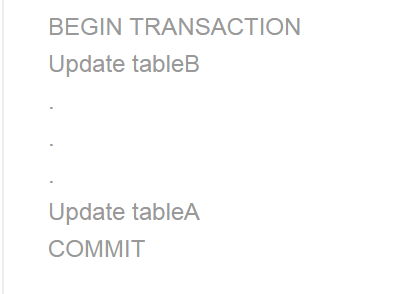 BEGIN TRANSACTION
Update tableB
.
.
.
Update tableA
COMMIT